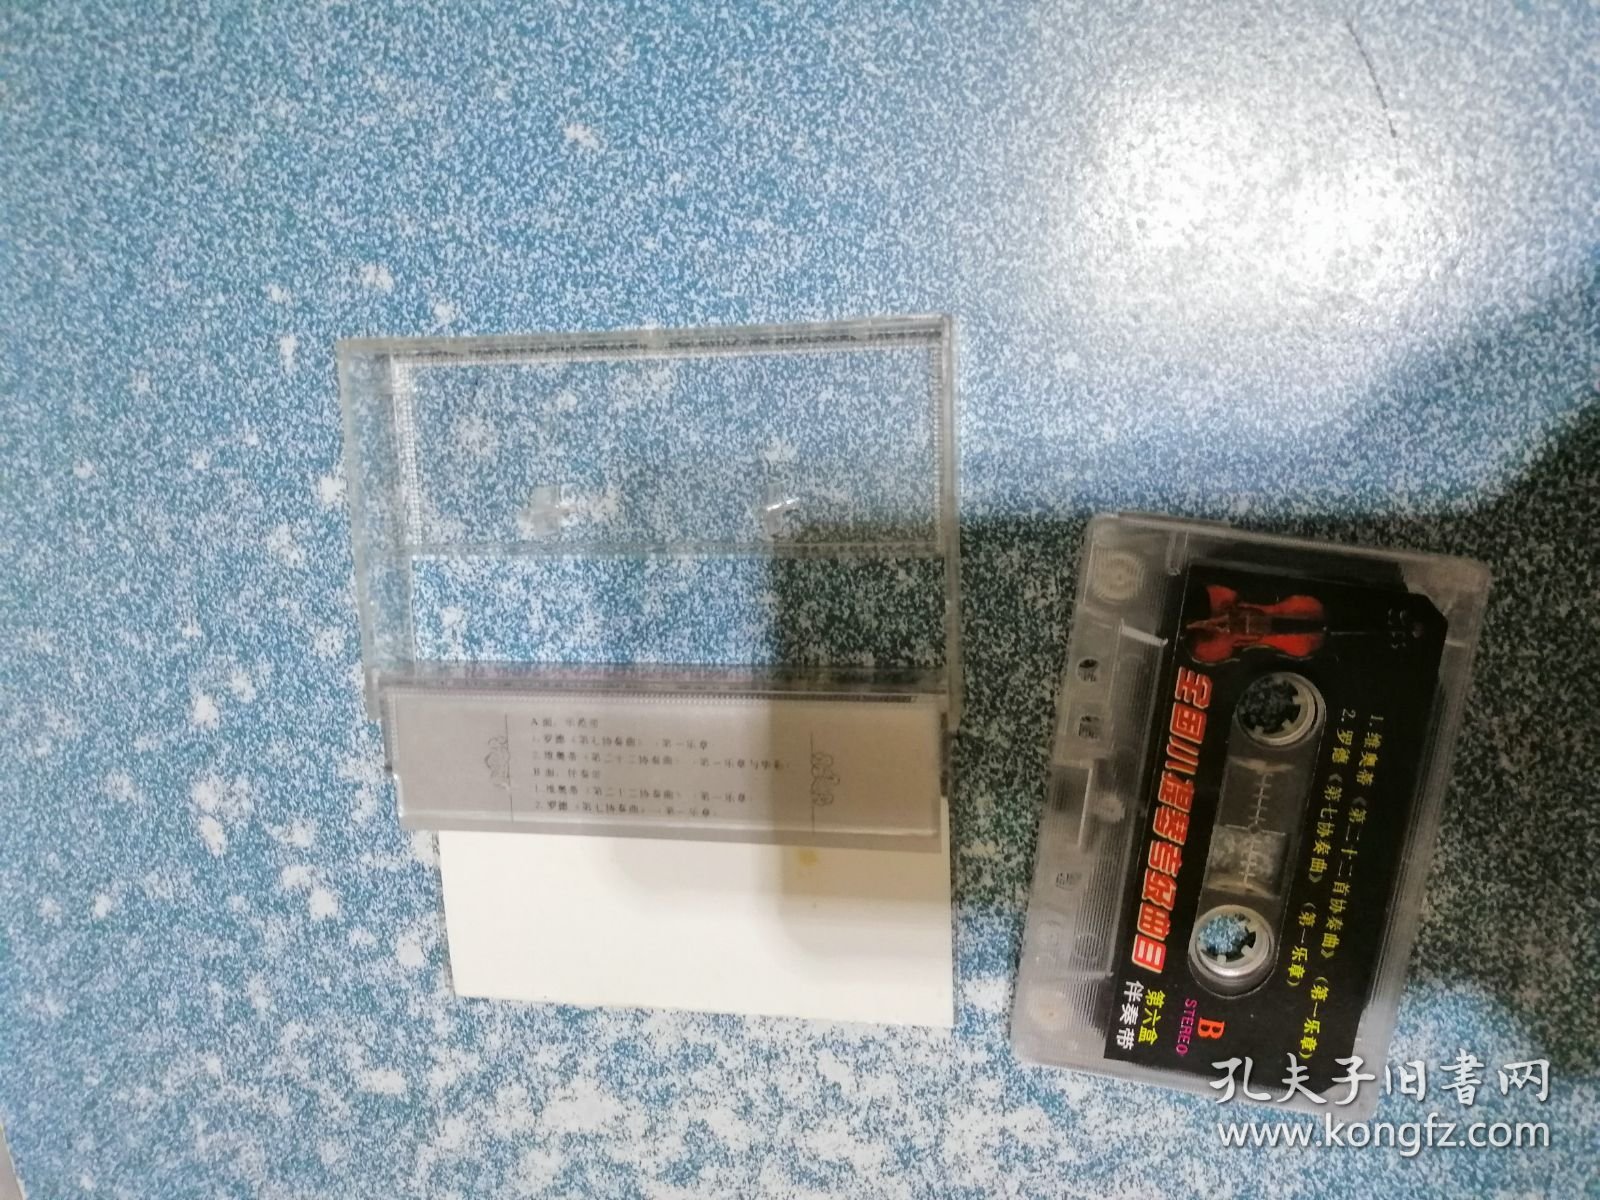 A面：示范带
1.罗德《第七协奏曲》（第一乐章）
2.维奥蒂《第二十二协奏曲》（第一乐章与华彩）
B面：伴奏带
1.维奥蒂《第二十二协奏曲》（第一乐章）
2.罗德《第七协奏曲》（第一乐章）
1.维奥蒂《第二十二首协奏曲》（第一乐章）
2.罗德《第七协奏曲》（第一乐章）
全国小提琴考级曲目
B
STEREO
第六盒
伴奏带
孔夫子旧書网
www.kongfz.com